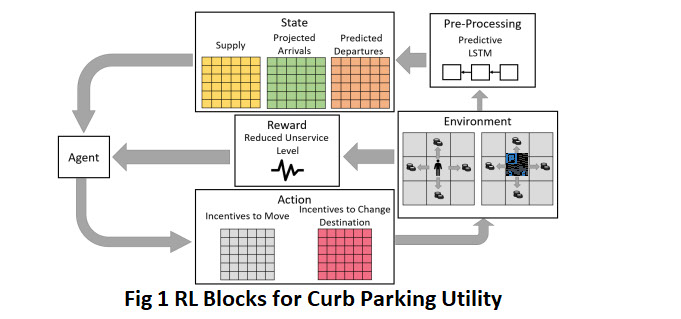 State
Supply
Projected
Arrivals
Predicted
Departures
Pre-Processing
Predictive
LSTM
Agent
Reward
Reduced Unservice
Level
Environment
Action
Incentives to Move
Incentives to Change
Destination
Fig 1 RL Blocks for Curb Parking Utility